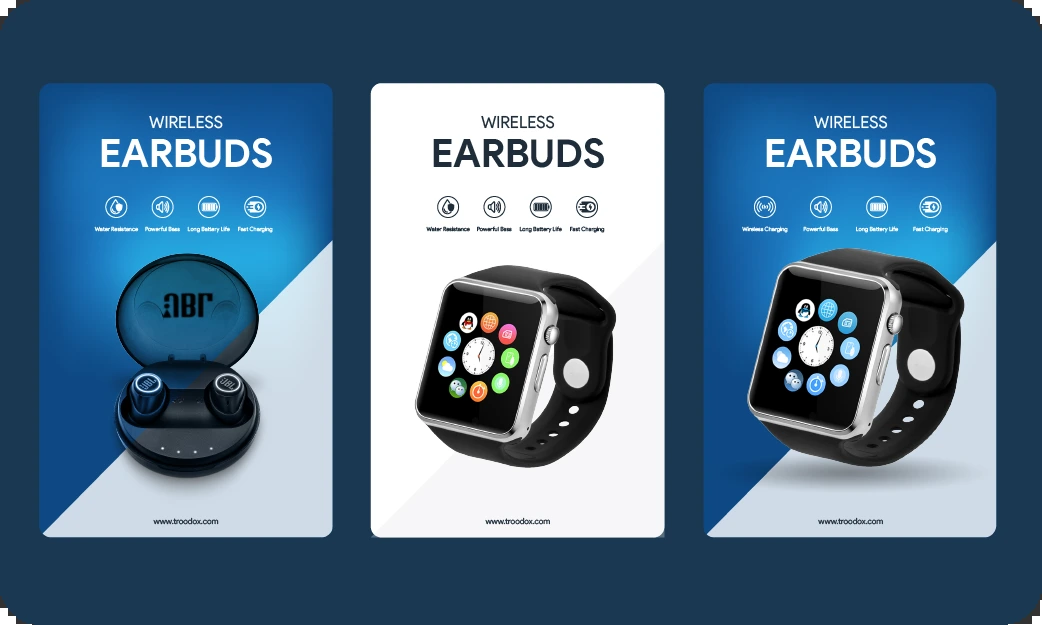 WIRELESS
EARBUDS
Water Resistance Powerful Bass Long Battery Life Fast Charging
JBL
JBL JBL
www.troodox.com
WIRELESS
EARBUDS
Water Resistance Powerful Bass Long Battery Life Fast Charging
www.troodox.com
WIRELESS
EARBUDS
Wireless Charging Powerful Bass Long Battery Life Fast Charging
www.troodox.com